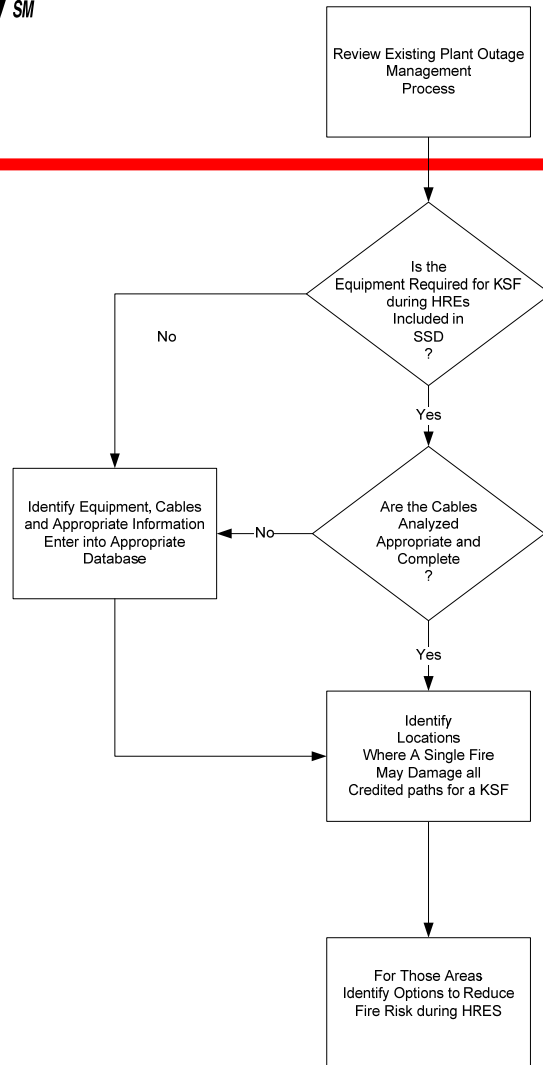 SM
Review Existing Plant Outage
Management
Process
Is the
Equipment Required for KSF
during HREs
Included in
SSD
?
No
Yes
Identify Equipment, Cables
and Appropriate Information
Enter into Appropriate
Database
No
Are the Cables
Analyzed
Appropriate and
Complete
?
Yes
Identify
Locations
Where A Single Fire
May Damage all
Credited paths for a KSF
For Those Areas
Identify Options to Reduce
Fire Risk during HRES